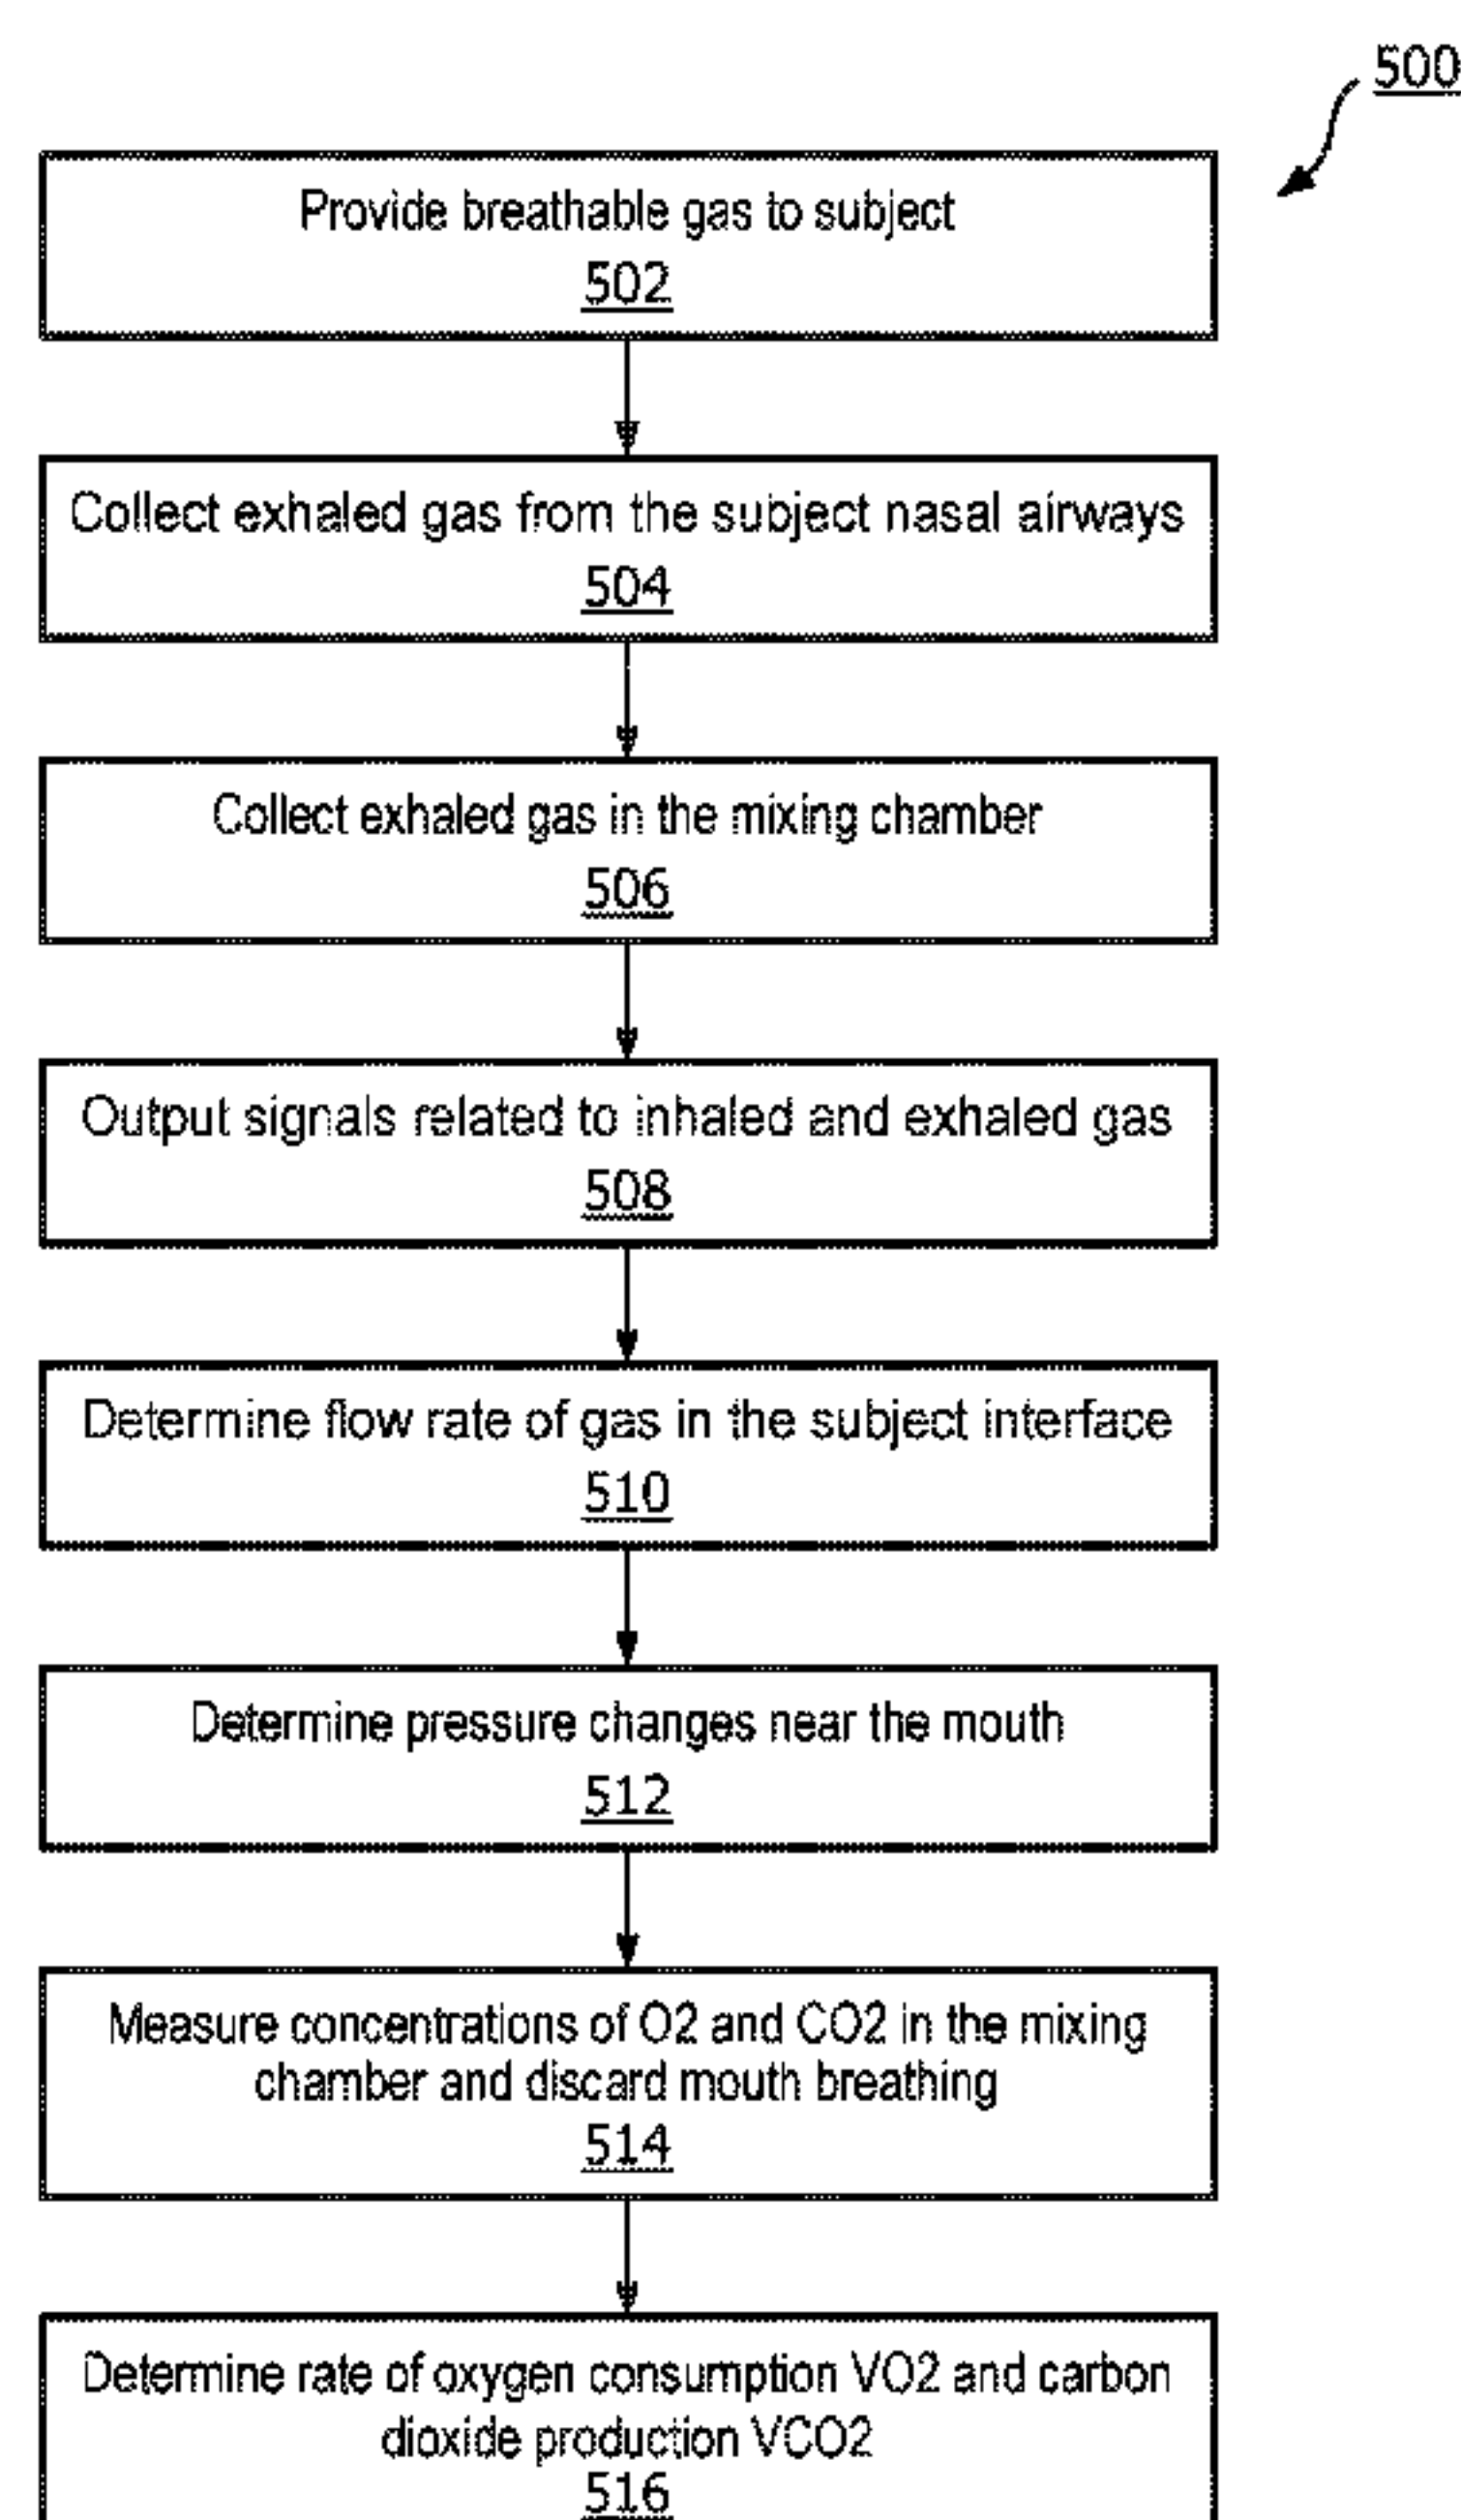 500
Provide breathable gas to subject
502
Collect exhaled gas from the subject nasal airways
504
Collect exhaled gas in the mixing chamber
506
Output signals related to inhaled and exhaled gas
508
Determine flow rate of gas in the subject interface
510
Determine pressure changes near the mouth
512
Measure concentrations of O2 and CO2 in the mixing
chamber and discard mouth breathing
514
Determine rate of oxygen consumption VO2 and carbon
dioxide production VCO2
516